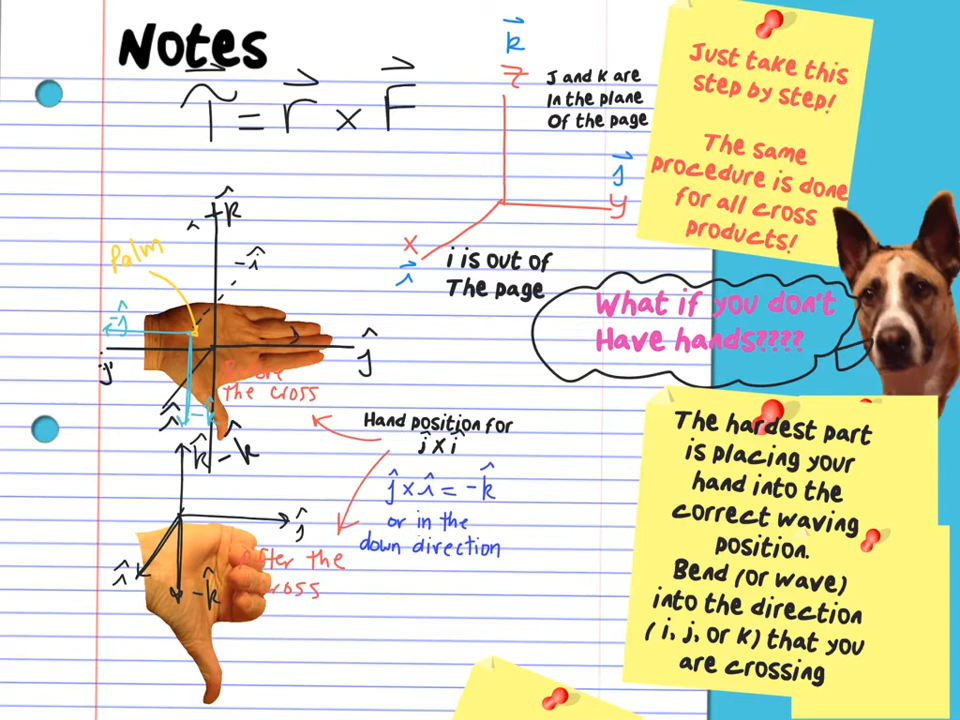 Notes
τ⃗ = r⃗ x F⃗
k⃗
z
J and K are
In the plane
Of the page
j⃗
y
x
i⃗
i is out of
The page
Just take this
step by step!
The same
procedure is done
for all cross
products!
What if you don't
Have hands????
+k̂
-î
Palm
-ĵ
ĵ
the cross
-k̂
Hand position for
ĵ x î
ĵ x î = -k̂
or in the
down direction
k̂
ĵ
After the
cross
î
-k̂
The hardest part
is placing your
hand into the
correct waving
position.
Bend (or wave)
into the direction
( i, j, or k) that you
are crossing